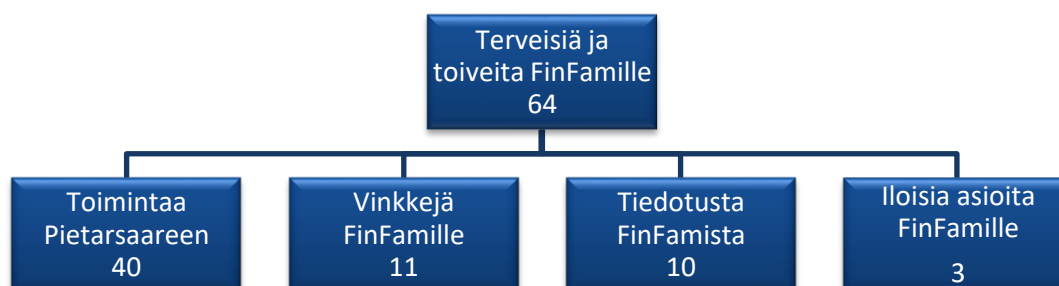 Terveisiä ja
toiveita FinFamille
64
Toimintaa
Pietarsaareen
40
Vinkkejä
FinFamille
11
Tiedotusta
FinFamista
10
Iloisia asioita
FinFamille
3